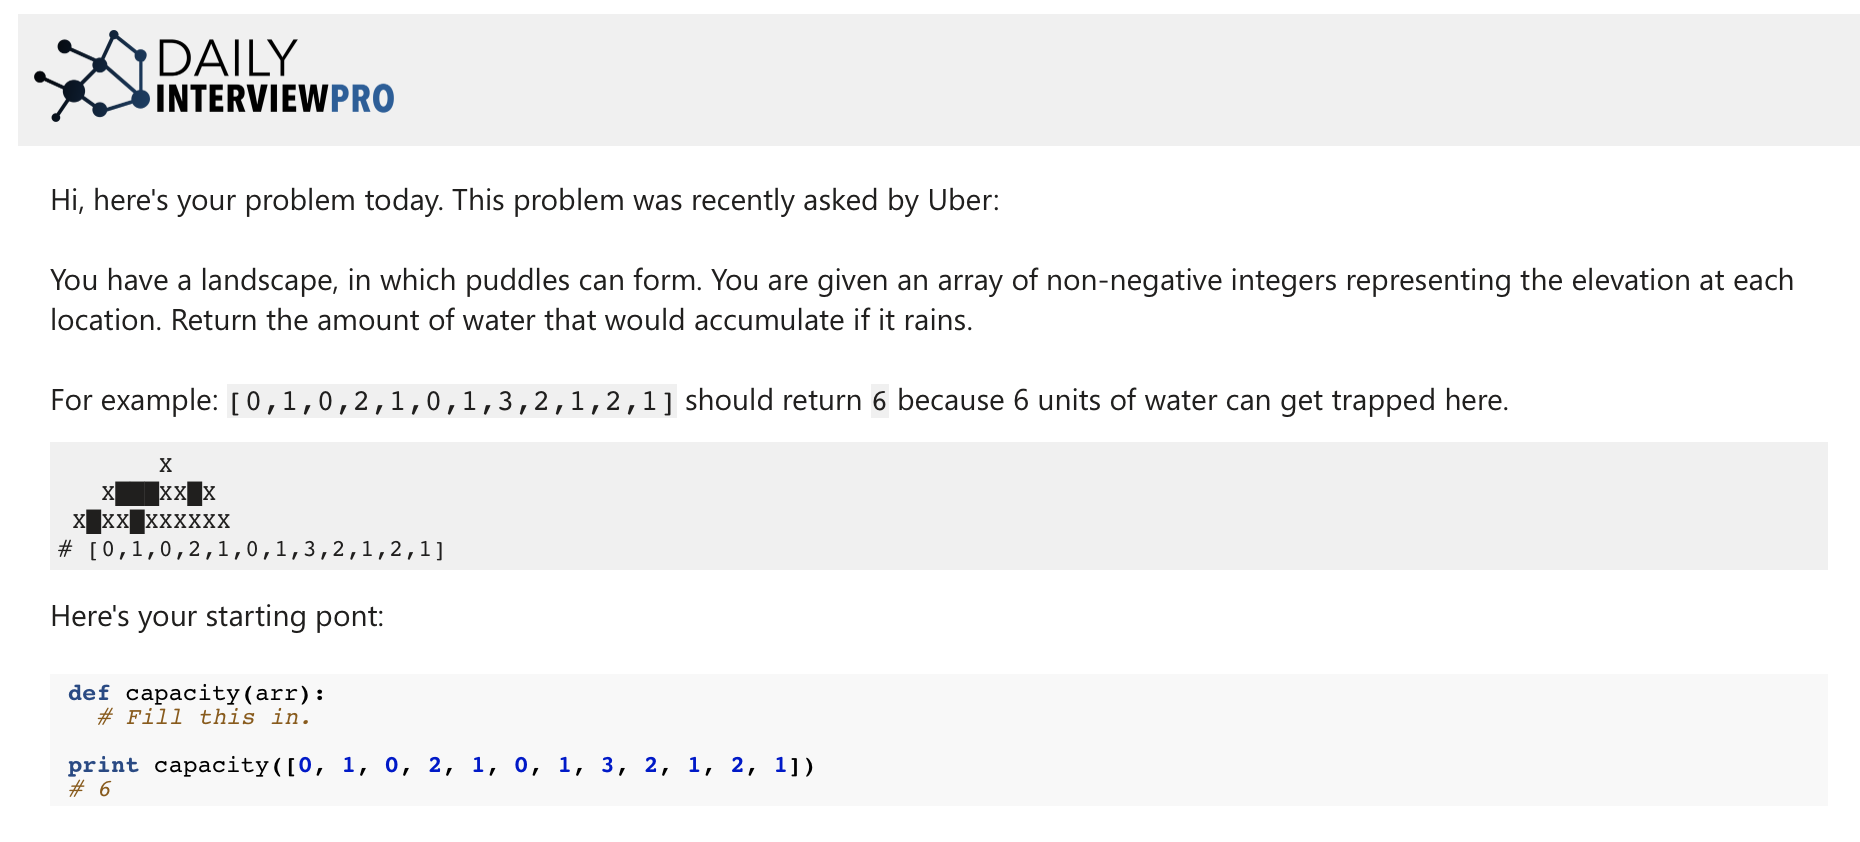 DAILY
INTERVIEWPRO
Hi, here's your problem today. This problem was recently asked by Uber:
You have a landscape, in which puddles can form. You are given an array of non-negative integers representing the elevation at each
location. Return the amount of water that would accumulate if it rains.
For example: [0,1,0,2,1,0,1,3,2,1,2,1] should return 6 because 6 units of water can get trapped here.
       x
   x███xx█x
 x█xx█xxxxxx
# [0,1,0,2,1,0,1,3,2,1,2,1]
Here's your starting pont:
def capacity(arr):
  # Fill this in.
print capacity([0, 1, 0, 2, 1, 0, 1, 3, 2, 1, 2, 1])
# 6